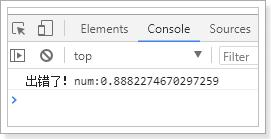 Elements Console Sources
top Filter
出错了! num:0.8882274670297259